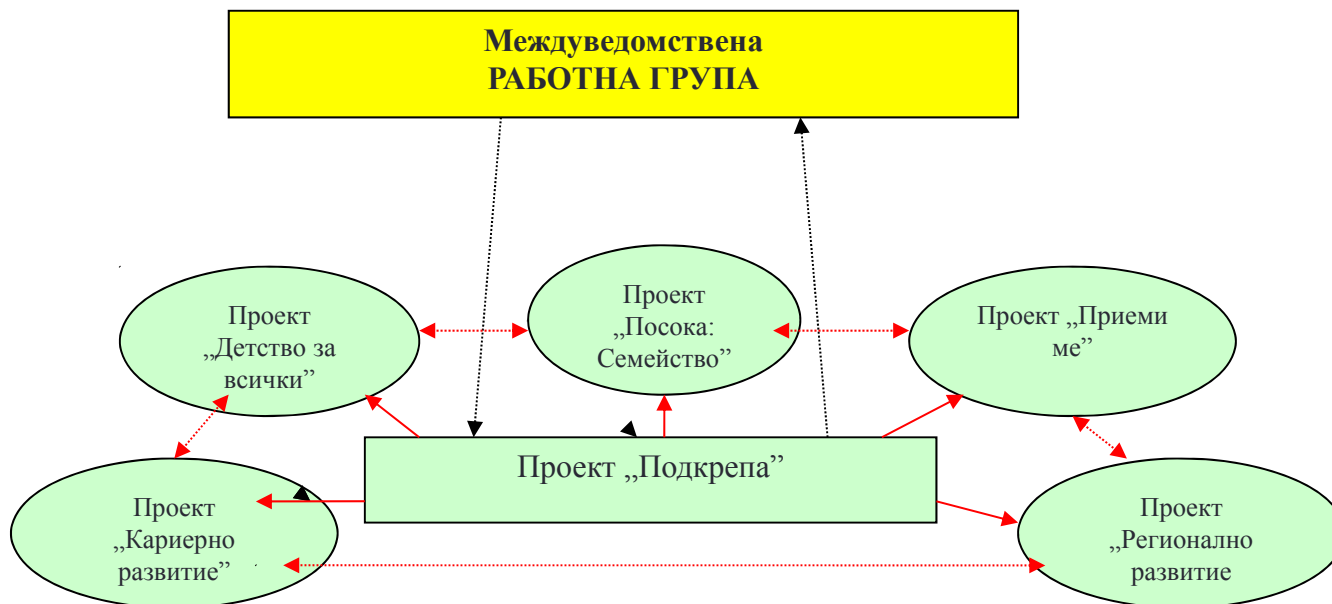 Междуведомствена
РАБОТНА ГРУПА
Проект
„Детство за
всички”
Проект
„Посока:
Семейство”
Проект „Приеми
ме”
Проект „Подкрепа”
Проект
„Кариерно
развитие”
Проект
„Регионално
развитие